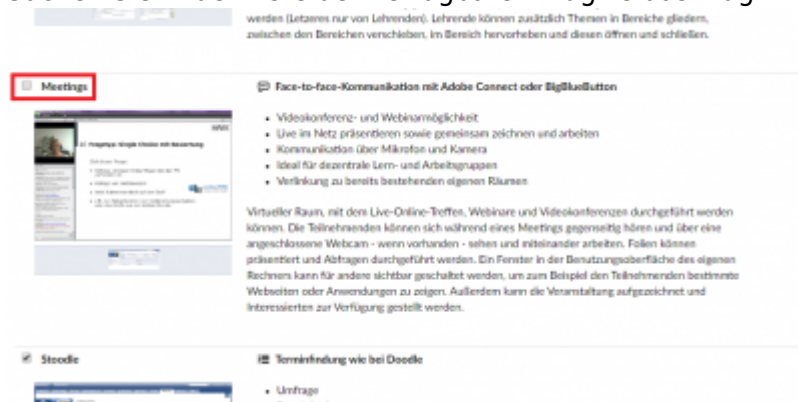 werden (Letzeres nur von Lehrenden). Lehrende können zusätzlich Themen in Bereiche gliedern,
zwischen den Bereichen verschieben, im Bereich hervorheben und diesen öffnen und schließen.
Meetings
Face-to-face-Kommunikation mit Adobe Connect oder BigBlueButton
Videokonferenz- und Webinarmöglichkeit
Live im Netz präsentieren sowie gemeinsam zeichnen und arbeiten
Kommunikation über Mikrofon und Kamera
Ideal für dezentrale Lern- und Arbeitsgruppen
Verlinkung zu bereits bestehenden eigenen Räumen
Virtueller Raum, mit dem Live-Online-Treffen, Webinare und Videokonferenzen durchgeführt werden
können. Die Teilnehmenden können sich während eines Meetings gegenseitig hören und über eine
angeschlossene Webcam - wenn vorhanden - sehen und miteinander arbeiten. Folien können
präsentiert und Abfragen durchgeführt werden. Ein Fenster in der Benutzungsoberfläche des eigenen
Rechners kann für andere sichtbar geschaltet werden, um zum Beispiel den Teilnehmenden bestimmte
Webseiten oder Anwendungen zu zeigen. Außerdem kann die Veranstaltung aufgezeichnet und
Interessierten zur Verfügung gestellt werden.
Stoodle
Terminfindung wie bei Doodle
Umfrage